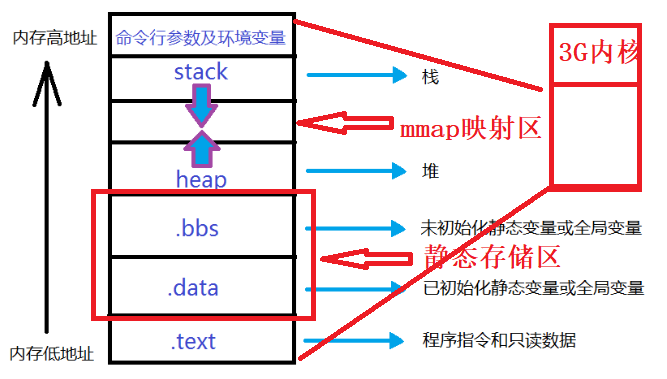 内存高地址
命令行参数及环境变量
3G内核
stack
栈
mmap映射区
heap
堆
.bbs
未初始化静态变量或全局变量
静态存储区
.data
已初始化静态变量或全局变量
.text
程序指令和只读数据
内存低地址